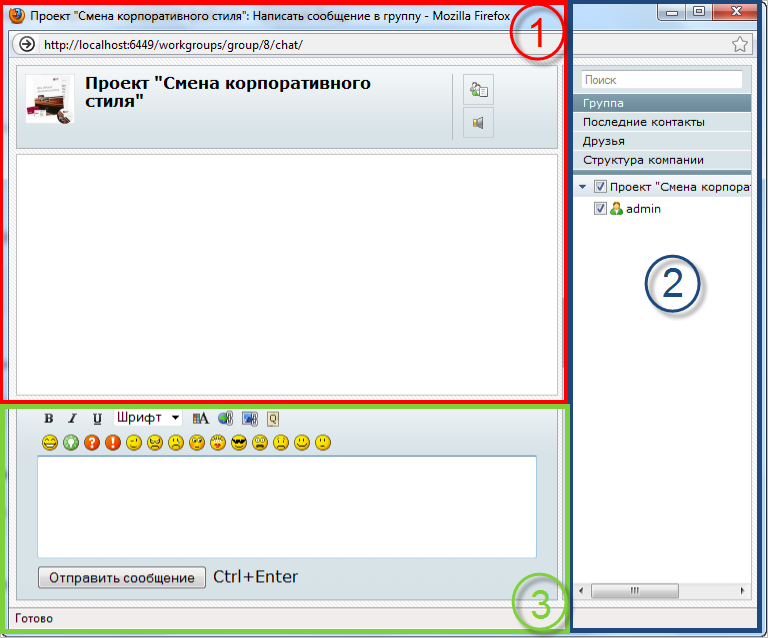 Проект "Смена корпоративного стиля": Написать сообщение в группу - Mozilla Firefox
1
http://localhost:6449/workgroups/group/8/chat/
Проект "Смена корпоративного
стиля"
Поиск
Группа
Последние контакты
Друзья
Структура компании
Проект "Смена корпора
admin
2
B I U Шрифт A Q
Отправить сообщение Ctrl+Enter
3
Готово